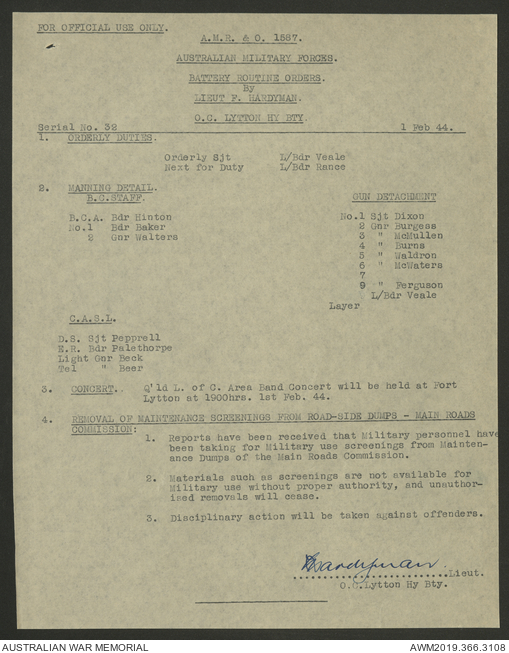 FOR OFFICIAL USE ONLY.
A.M.R. & O. 1587.
AUSTRALIAN MILITARY FORCES.
BATTERY ROUTINE ORDERS.
By
LIEUT F. HARDYMAN.
O.C. LYTTON HY BTY.
Serial No. 32 1 Feb 44.
1. ORDERLY DUTIES.
Orderly Sjt L/Bdr Veale
Next for Duty L/Bdr Rance
2. MANNING DETAIL.
B.C.STAFF.
B.C.A. Bdr Hinton
No.1 Bdr Baker
2 Gnr Walters
GUN DETACHMENT
No.1 Sjt Dixon
2 Gnr Burgess
3 " McMullen
4 " Burns
5 " Waldron
6 " McWaters
7
9 " Ferguson
L/Bdr Veale
Layer
C.A.S.L.
D.S. Sjt Pepprell
E.R. Bdr Palethorpe
Light Gnr Beck
Tel " Beer
3. CONCERT. Q'ld L. of C. Area Band Concert will be held at Fort
Lytton at 1900hrs. 1st Feb. 44.
4. REMOVAL OF MAINTENANCE SCREENINGS FROM ROAD-SIDE DUMPS - MAIN ROADS
COMMISSION:
1. Reports have been received that Military personnel have
been taking for Military use screenings from Mainten-
ance Dumps of the Main Roads Commission.
2. Materials such as screenings are not available for
Military use without proper authority, and unauthor-
ised removals will cease.
3. Disciplinary action will be taken against offenders.
FHardyman
Lieut.
O.C.Lytton Hy Bty.
AUSTRALIAN WAR MEMORIAL AWM2019.366.3108